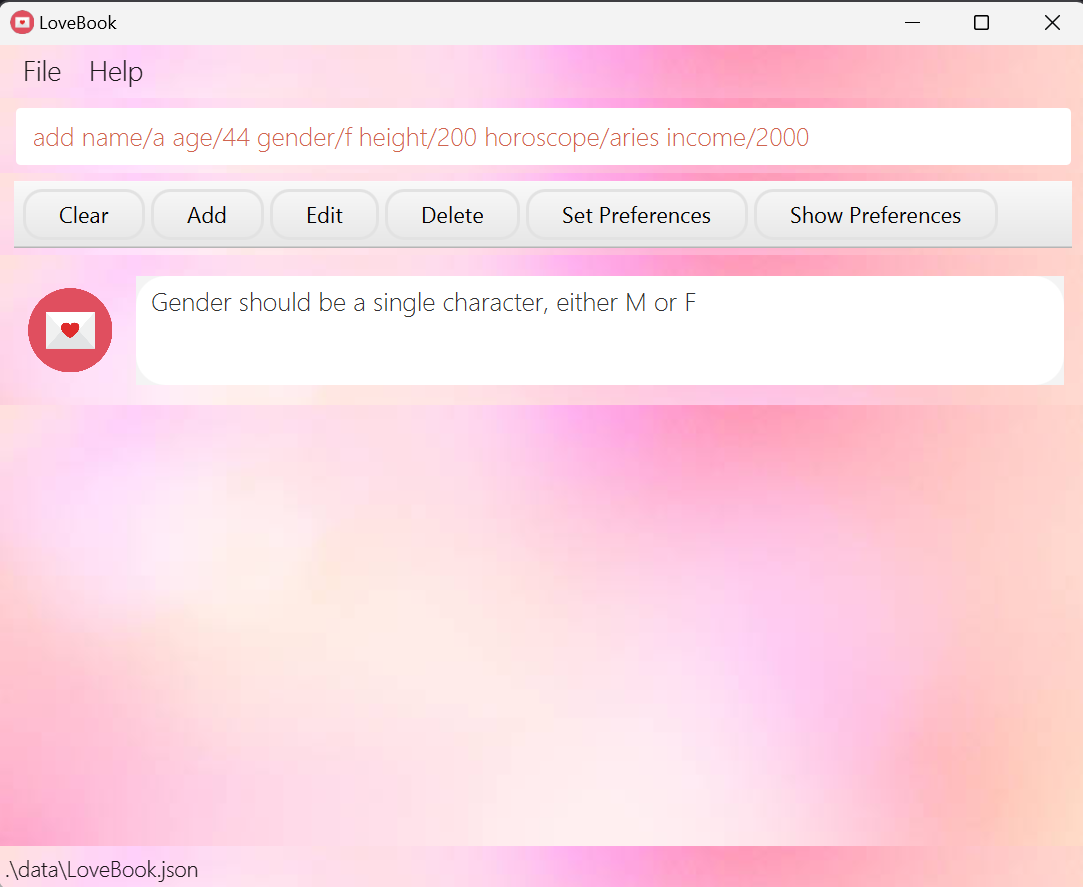 LoveBook
File Help
add name/a age/44 gender/f height/200 horoscope/aries income/2000
Clear Add Edit Delete Set Preferences Show Preferences
Gender should be a single character, either M or F
.\data\LoveBook.json